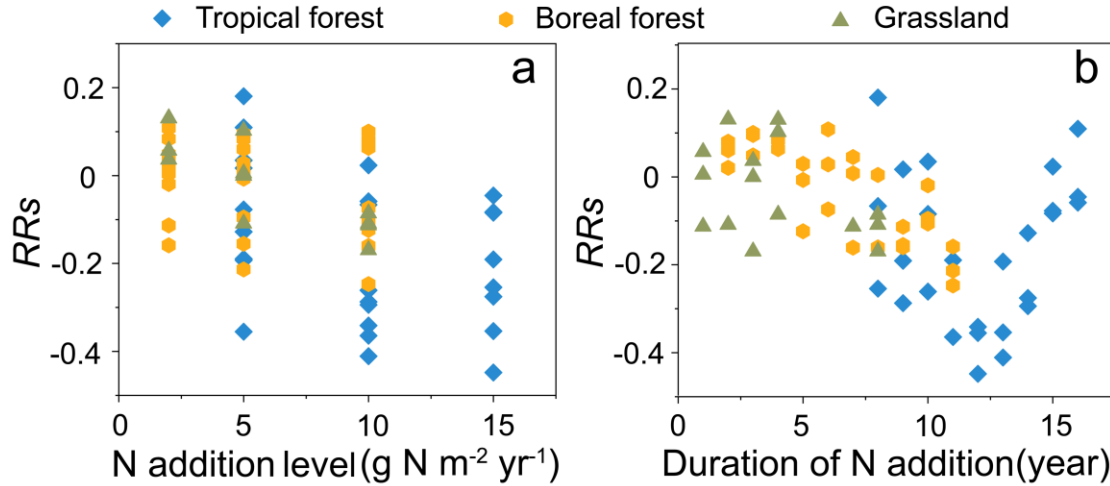 Tropical forest Boreal forest Grassland
a
0.2
0
-0.2
-0.4
RRs
0 5 10 15
N addition level(g N m⁻² yr⁻¹)
b
0.2
0
-0.2
-0.4
RRs
0 5 10 15
Duration of N addition(year)